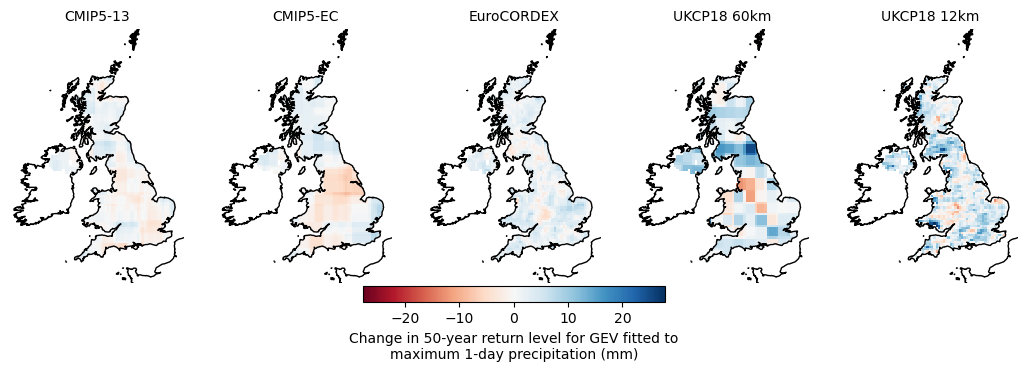 CMIP5-13 CMIP5-EC EuroCORDEX UKCP18 60km UKCP18 12km
−20 −10 0 10 20
Change in 50-year return level for GEV fitted to
maximum 1-day precipitation (mm)